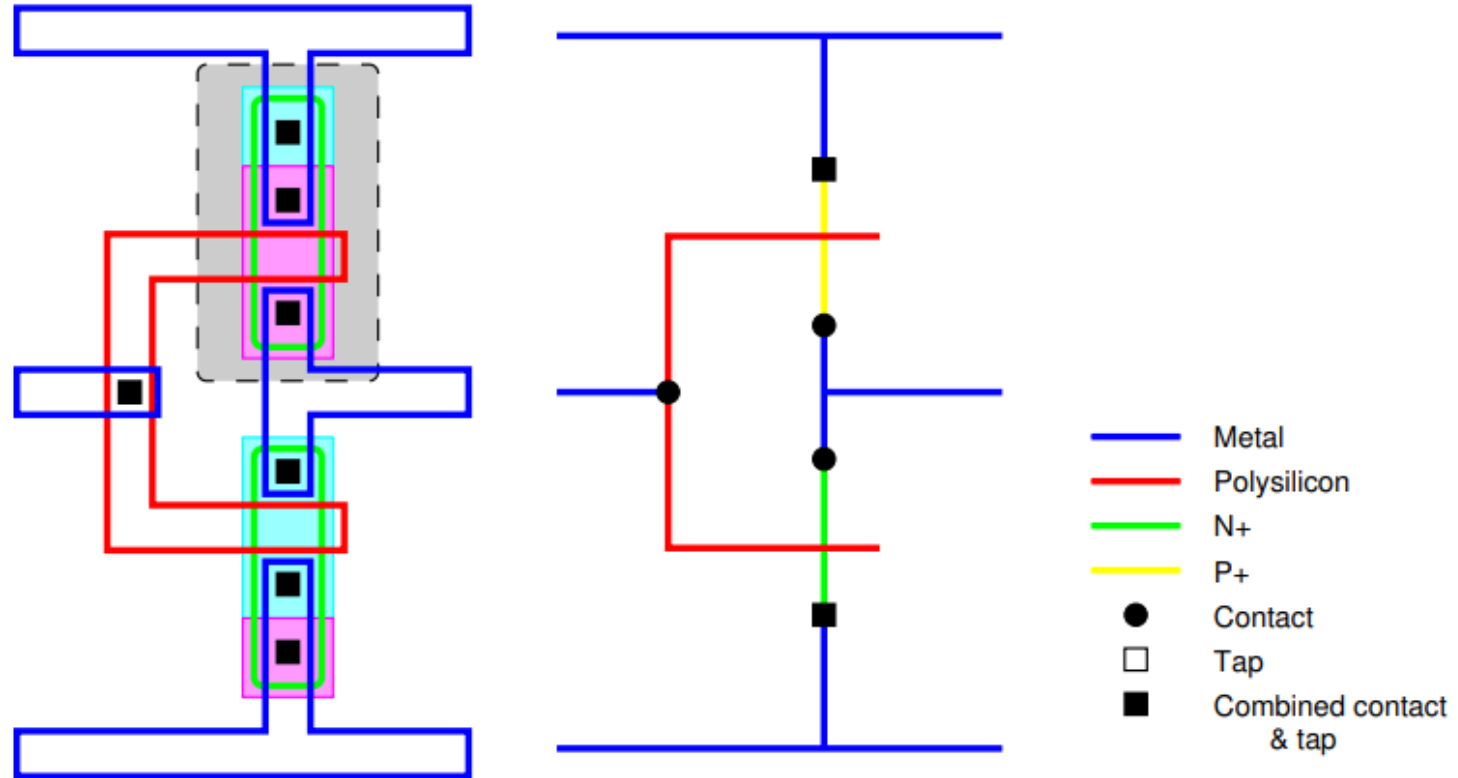 Metal
Polysilicon
N+
P+
Contact
Tap
Combined contact
& tap